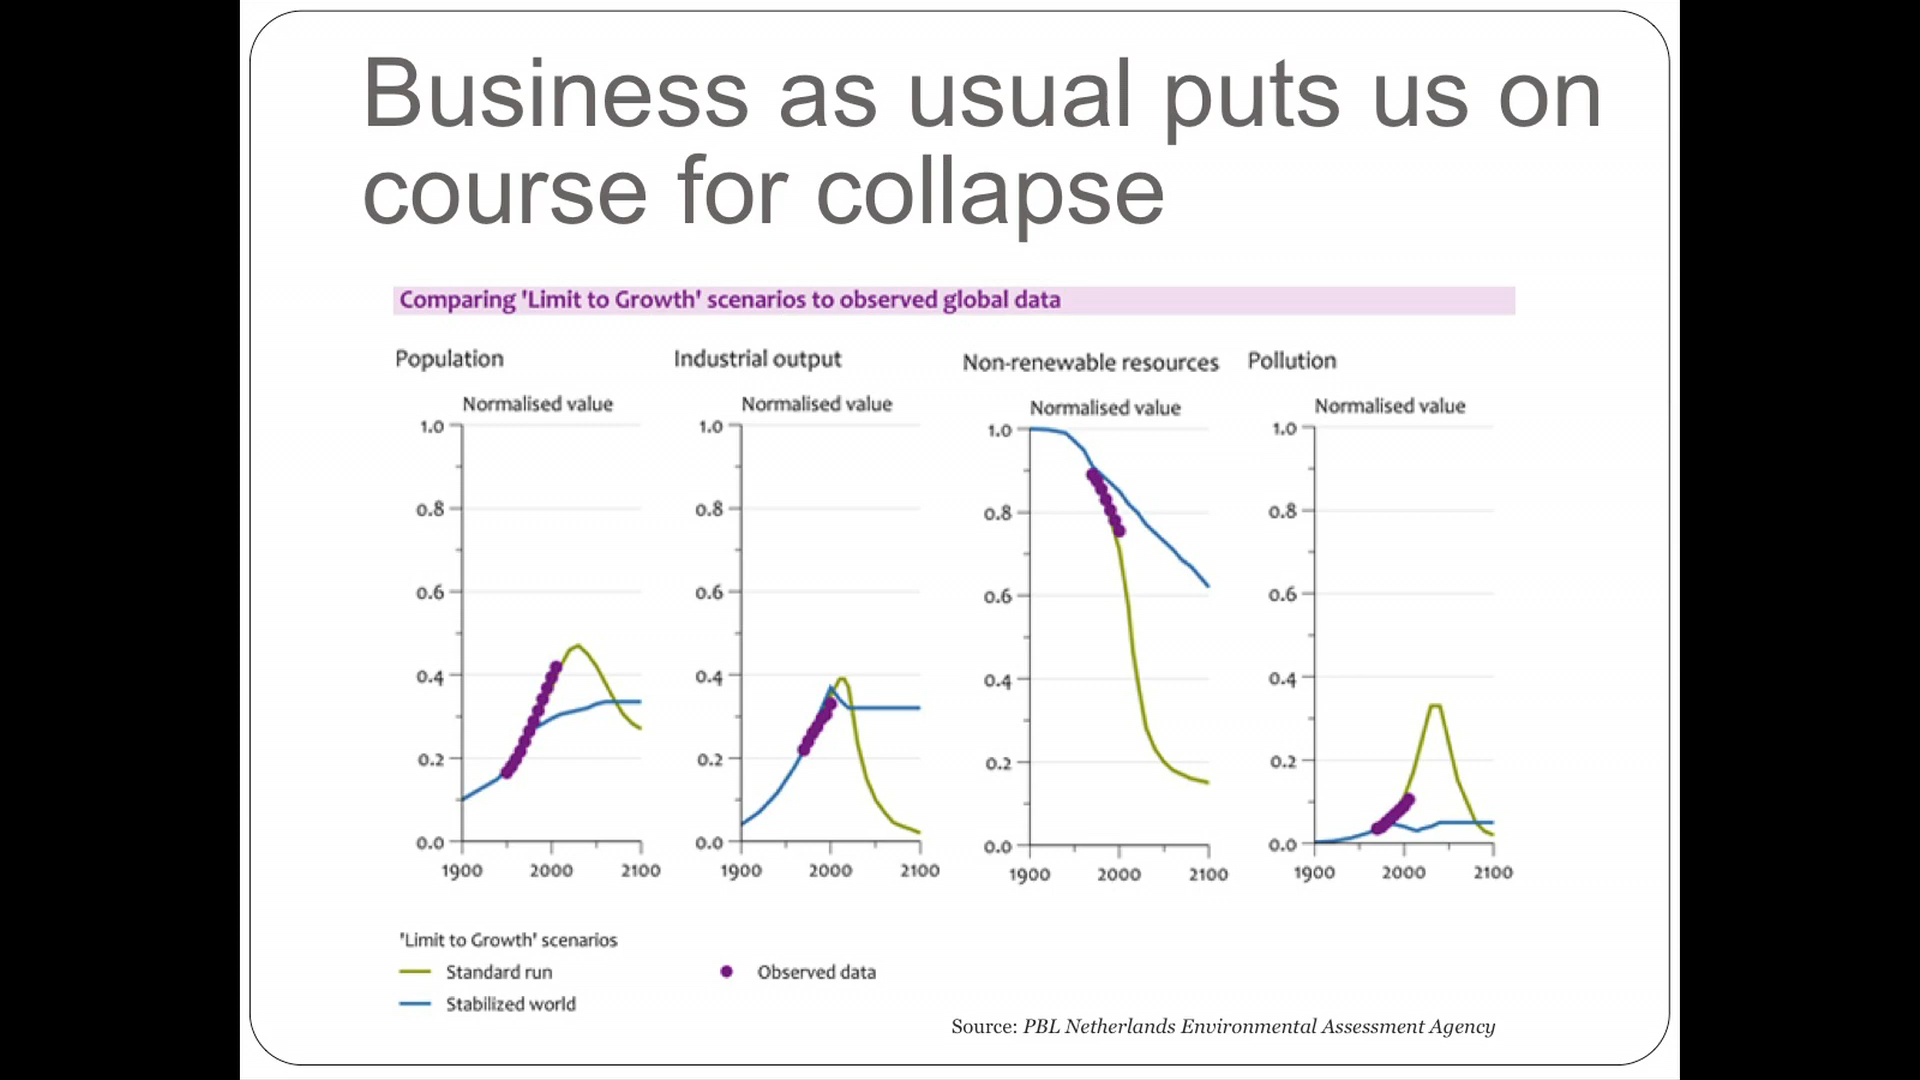 Business as usual puts us on
course for collapse
Comparing 'Limit to Growth' scenarios to observed global data
Population
Normalised value
1.0
0.8
0.6
0.4
0.2
0.0
1900 2000 2100
Industrial output
Normalised value
1.0
0.8
0.6
0.4
0.2
0.0
1900 2000 2100
Non-renewable resources
Normalised value
1.0
0.8
0.6
0.4
0.2
0.0
1900 2000 2100
Pollution
Normalised value
1.0
0.8
0.6
0.4
0.2
0.0
1900 2000 2100
'Limit to Growth' scenarios
Standard run
Stabilized world
Observed data
Source: PBL Netherlands Environmental Assessment Agency